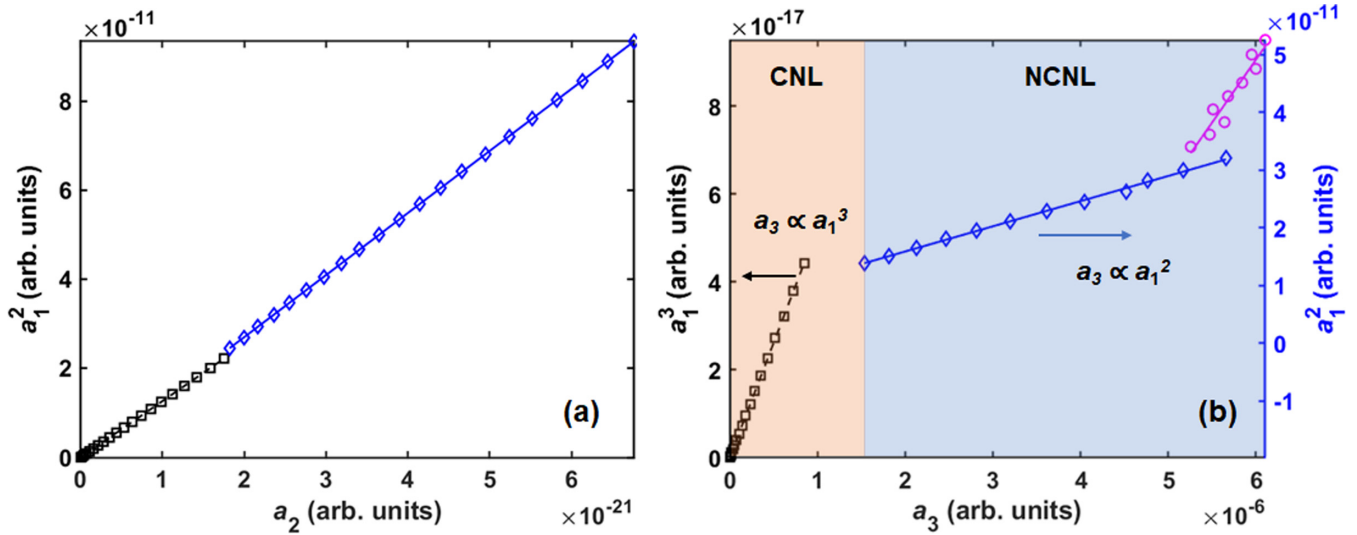 ×10⁻¹¹
8
6
4
2
0
a₁² (arb. units)
(a)
0 1 2 3 4 5 6
a₂ (arb. units)
×10⁻²¹
×10⁻¹⁷
8
6
4
2
0
a₁³ (arb. units)
CNL
NCNL
a₃ ∝ a₁³
a₃ ∝ a₁²
(b)
0 1 2 3 4 5 6
a₃ (arb. units)
×10⁻⁶
×10⁻¹¹
5
4
3
2
1
0
-1
a₁² (arb. units)